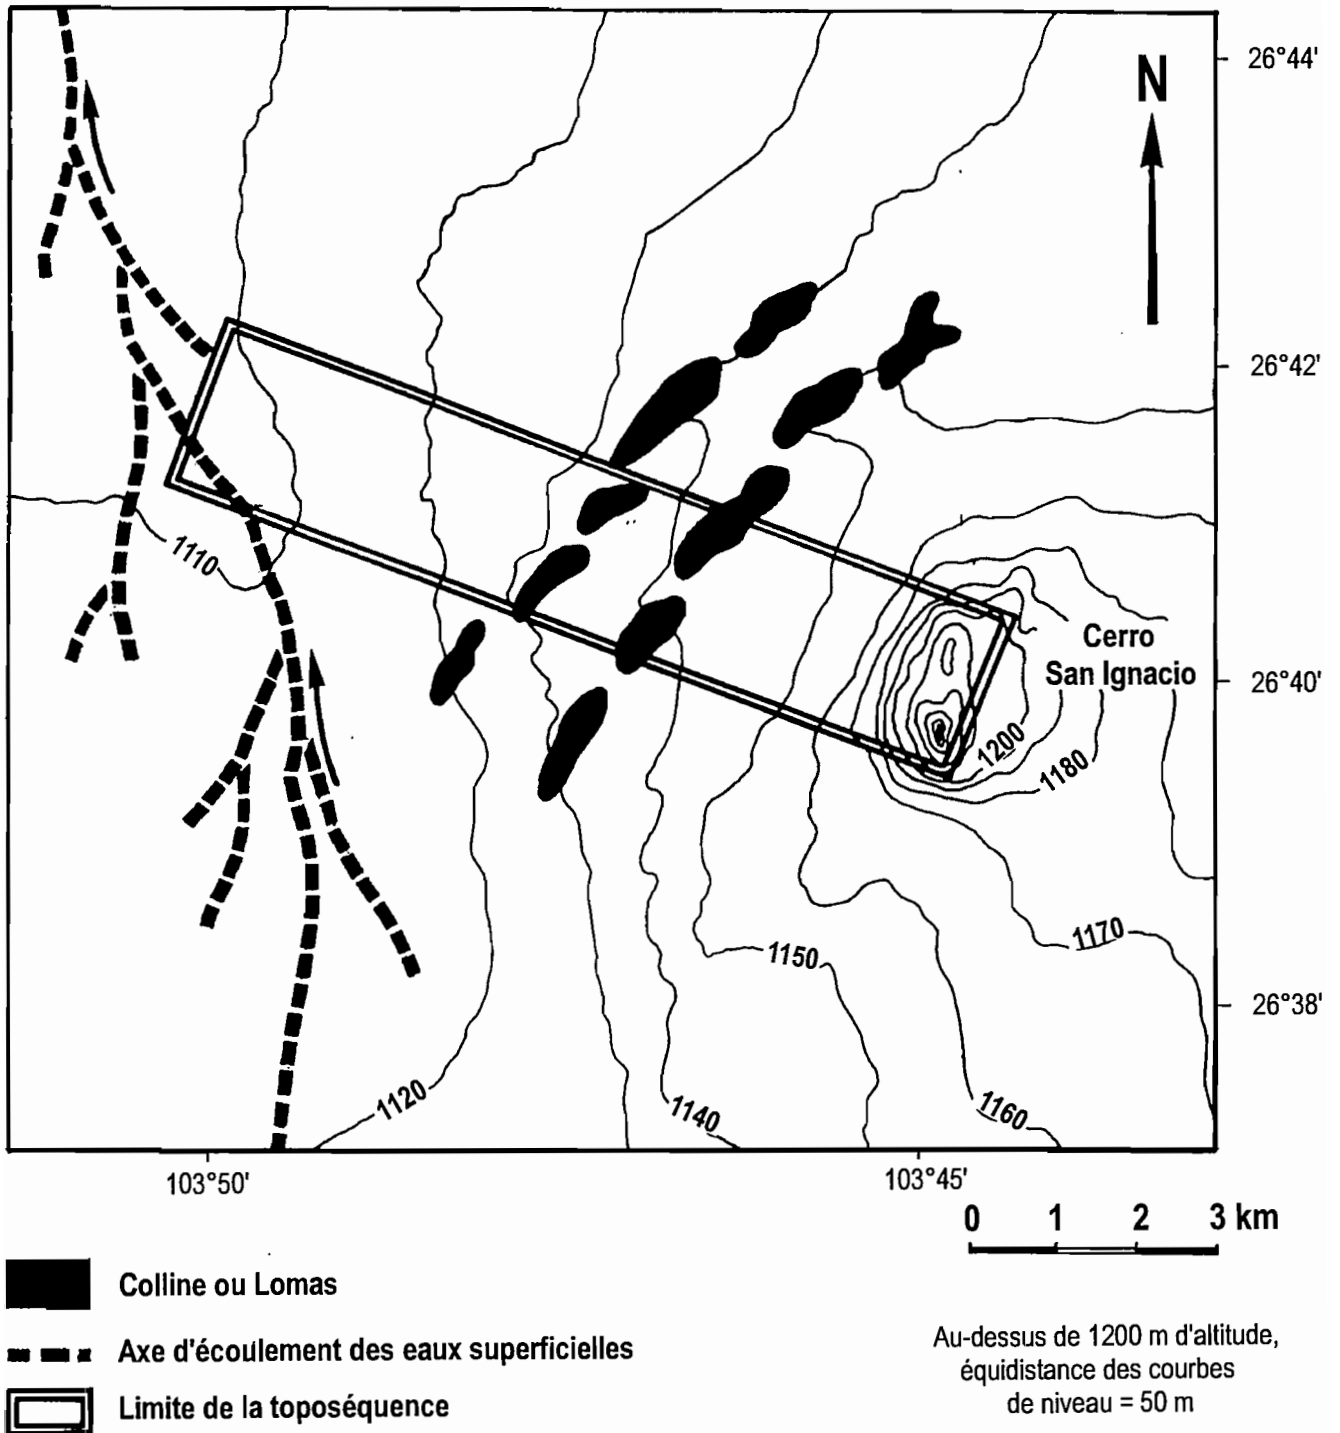 26°44'
N
26°42'
1110
Cerro
San Ignacio
26°40'
1200
1180
1170
1150
26°38'
1120
1140
1160
103°50'
103°45'
0 1 2 3 km
Colline ou Lomas
Axe d'écoulement des eaux superficielles
Limite de la toposéquence
Au-dessus de 1200 m d'altitude,
équidistance des courbes
de niveau = 50 m